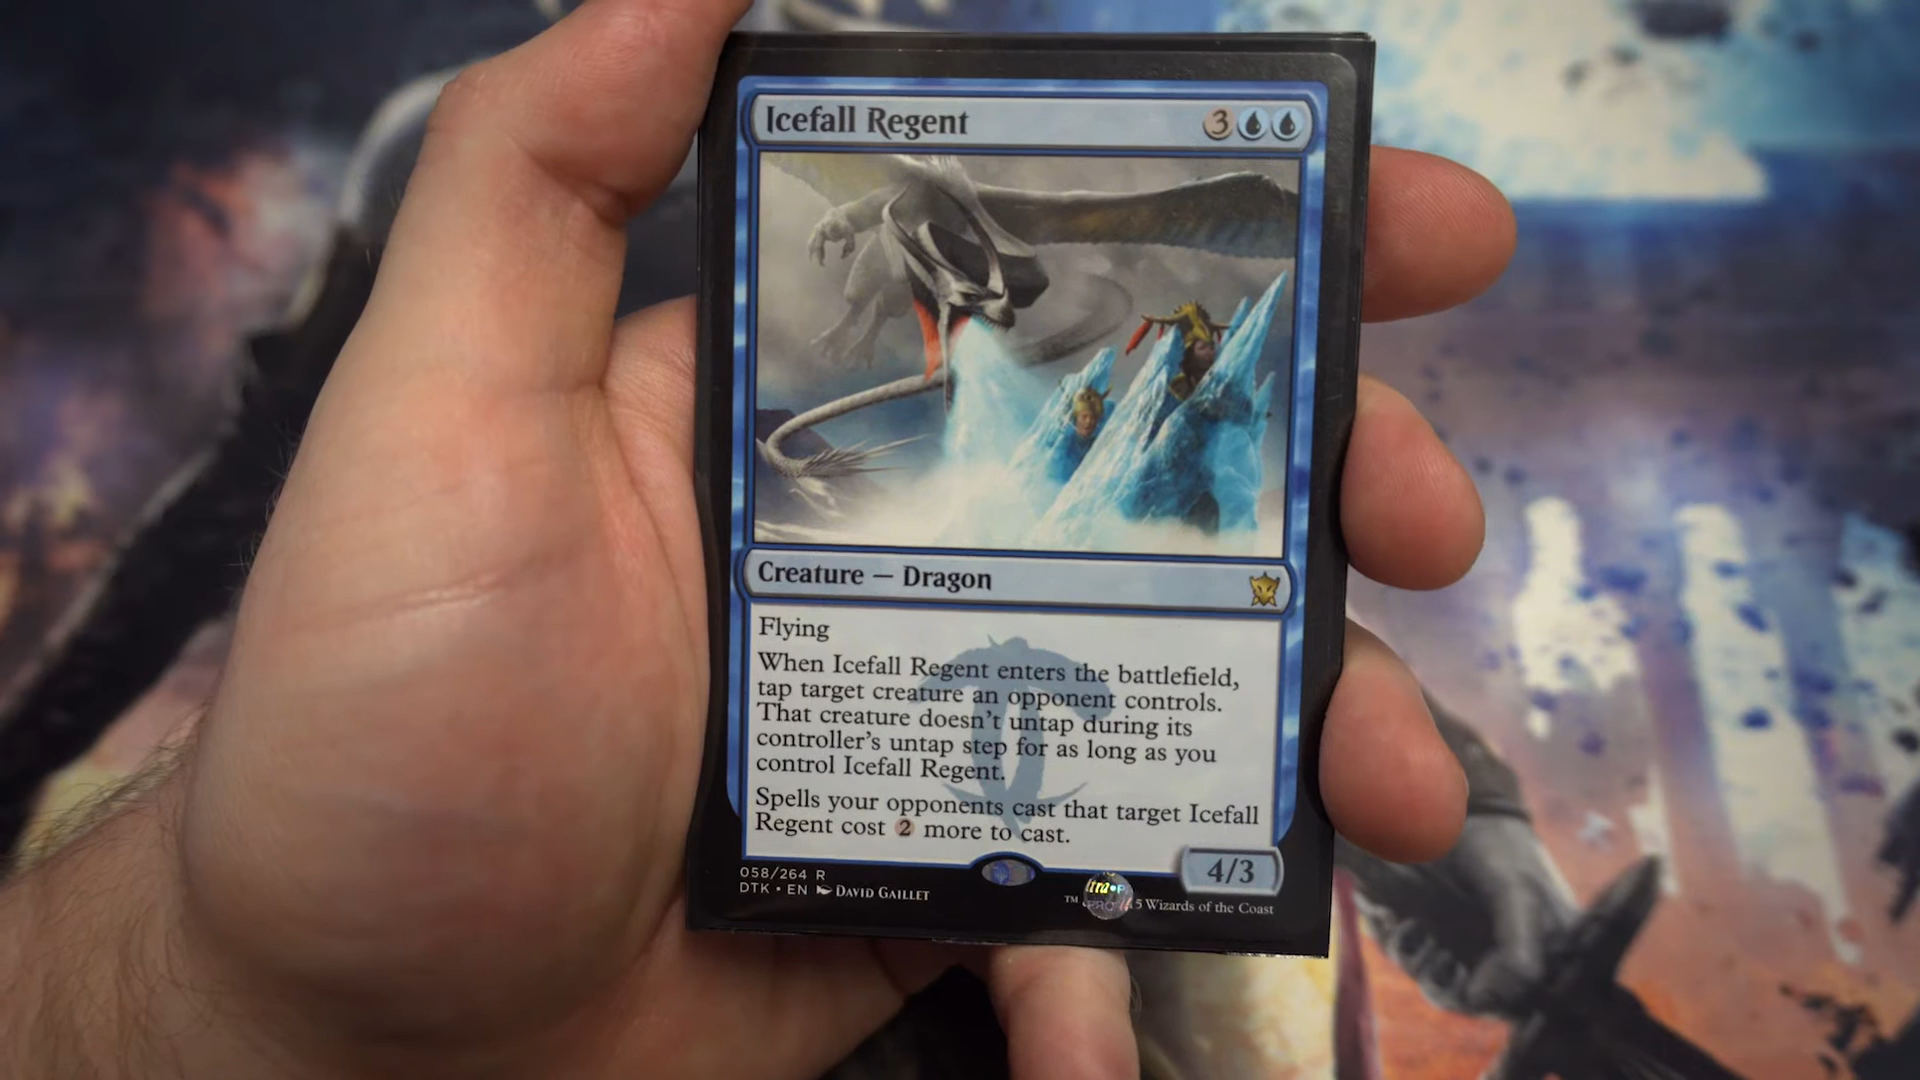 Icefall Regent 3
Creature — Dragon
Flying
When Icefall Regent enters the battlefield,
tap target creature an opponent controls.
That creature doesn't untap during its
controller's untap step for as long as you
control Icefall Regent.
Spells your opponents cast that target Icefall
Regent cost 2 more to cast.
4/3
058/264 R
DTK • EN DAVID GAILLET
™ 5 Wizards of the Coast